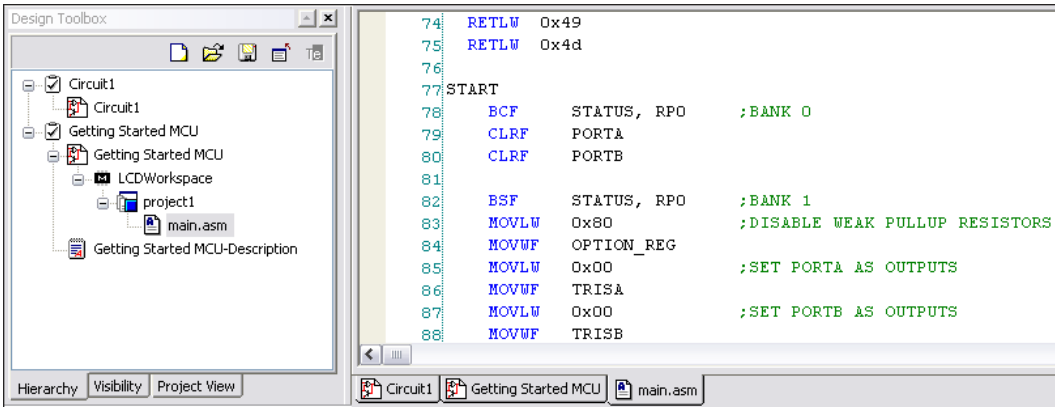 Design Toolbox
Circuit1
Circuit1
Getting Started MCU
Getting Started MCU
LCDWorkspace
project1
main.asm
Getting Started MCU-Description
Hierarchy Visibility Project View
74 RETLW 0x49
75 RETLW 0x4d
76
77 START
78 BCF STATUS, RPO ;BANK 0
79 CLRF PORTA
80 CLRF PORTB
81
82 BSF STATUS, RPO ;BANK 1
83 MOVLW 0x80 ;DISABLE WEAK PULLUP RESISTORS
84 MOVWF OPTION_REG
85 MOVLW 0x00 ;SET PORTA AS OUTPUTS
86 MOVWF TRISA
87 MOVLW 0x00 ;SET PORTB AS OUTPUTS
88 MOVWF TRISB
Circuit1 Getting Started MCU main.asm